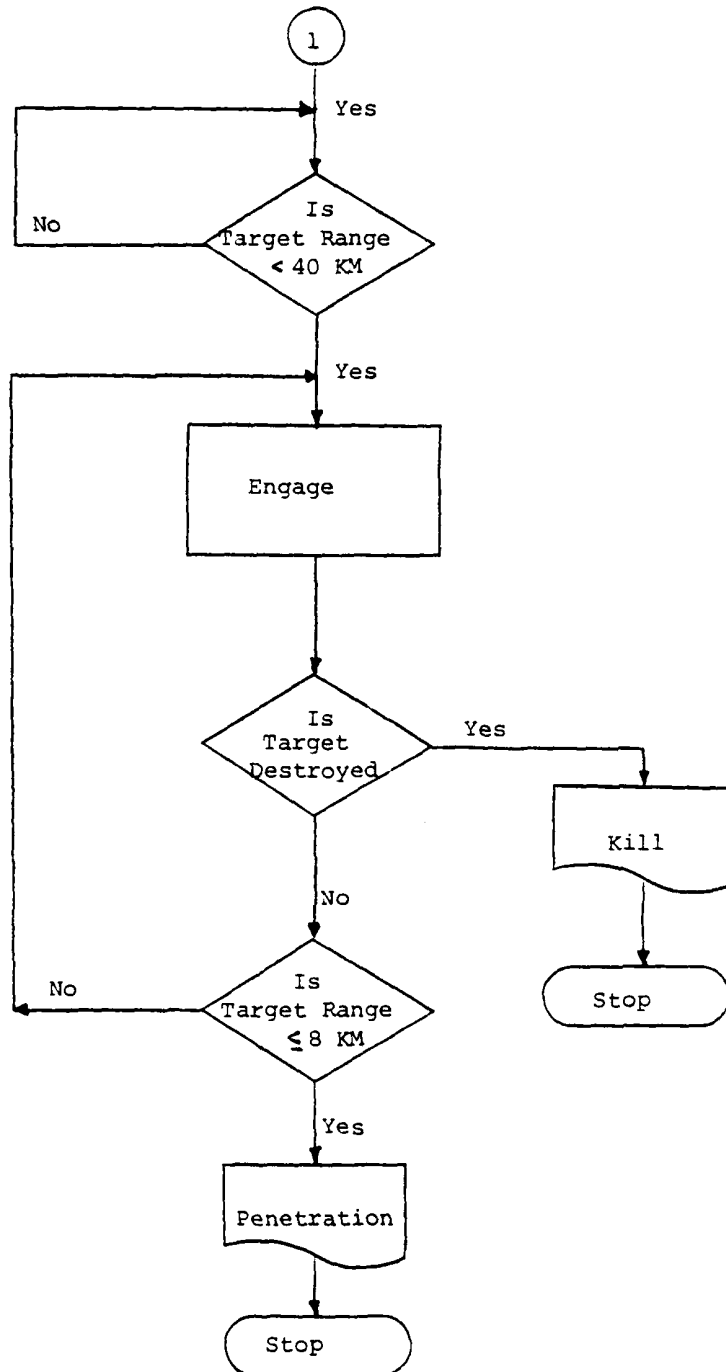 1
Yes
No
Is
Target Range
< 40 KM
Yes
Engage
Is
Target
Destroyed
Yes
Kill
Stop
No
Is
Target Range
≤ 8 KM
No
Yes
Penetration
Stop